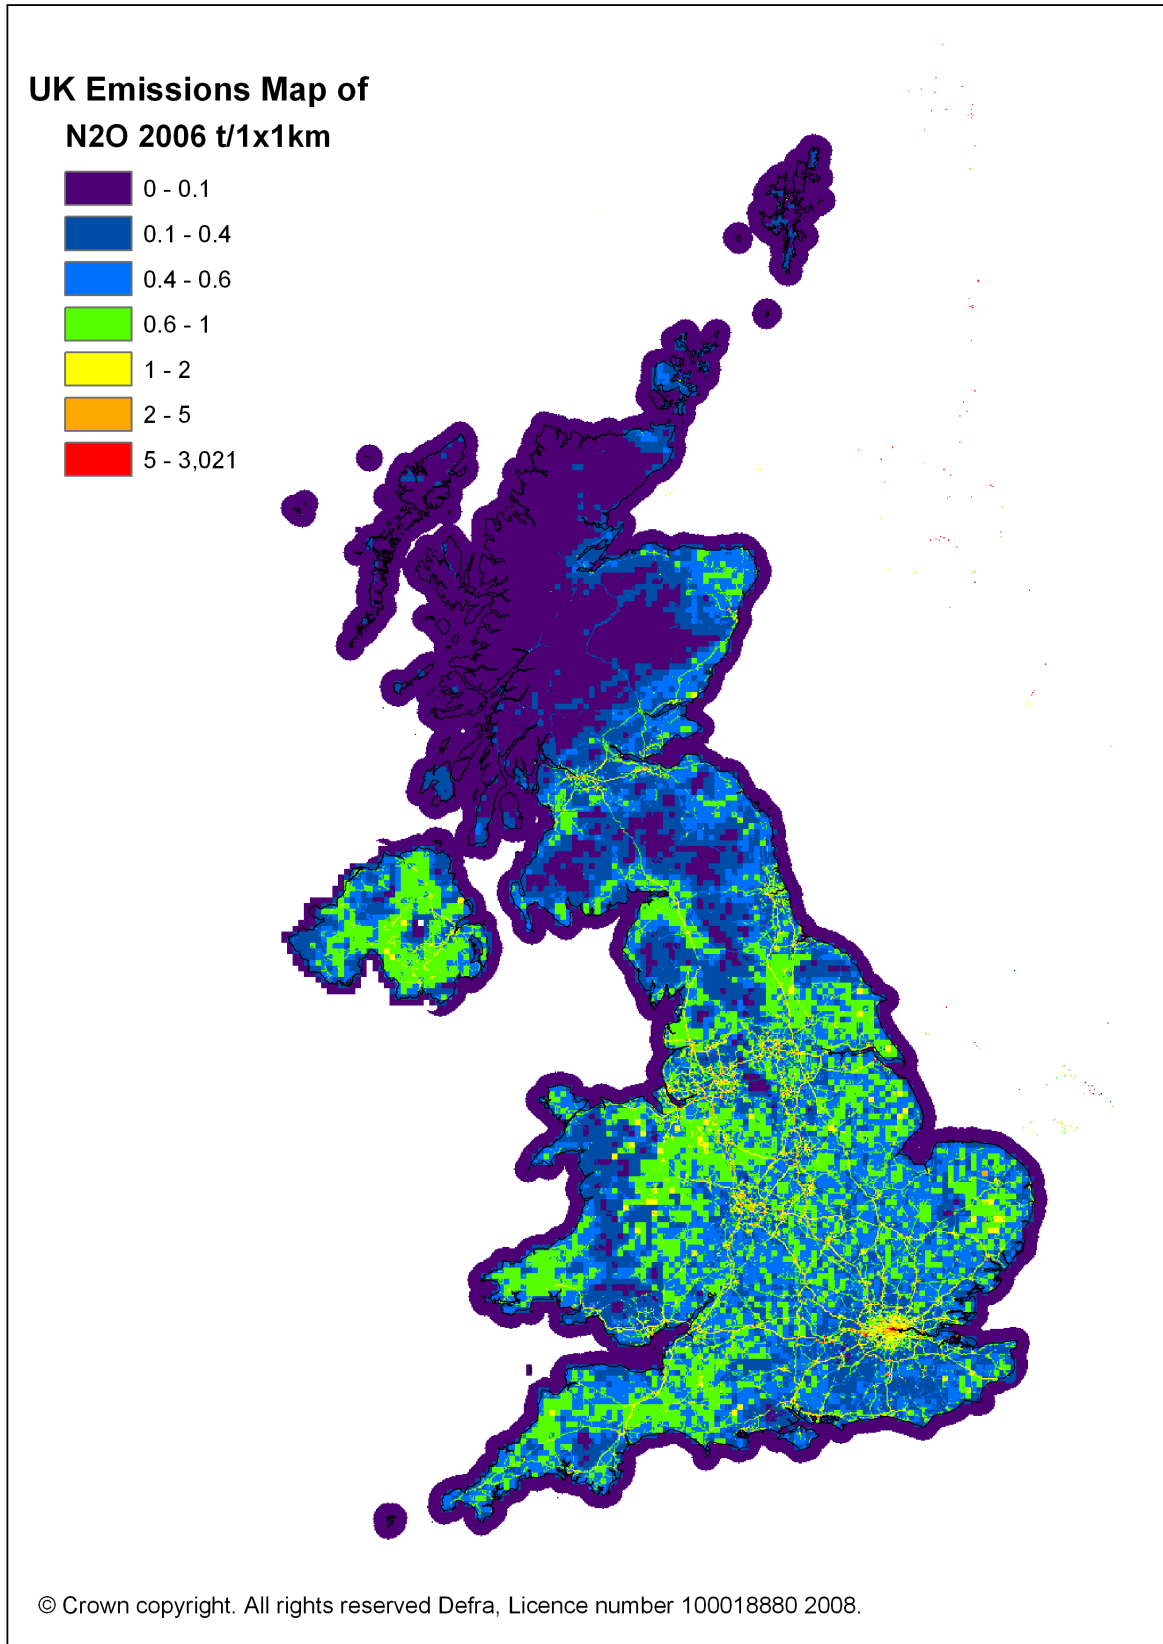 UK Emissions Map of
N2O 2006 t/1x1km
0 - 0.1
0.1 - 0.4
0.4 - 0.6
0.6 - 1
1 - 2
2 - 5
5 - 3,021
© Crown copyright. All rights reserved Defra, Licence number 100018880 2008.